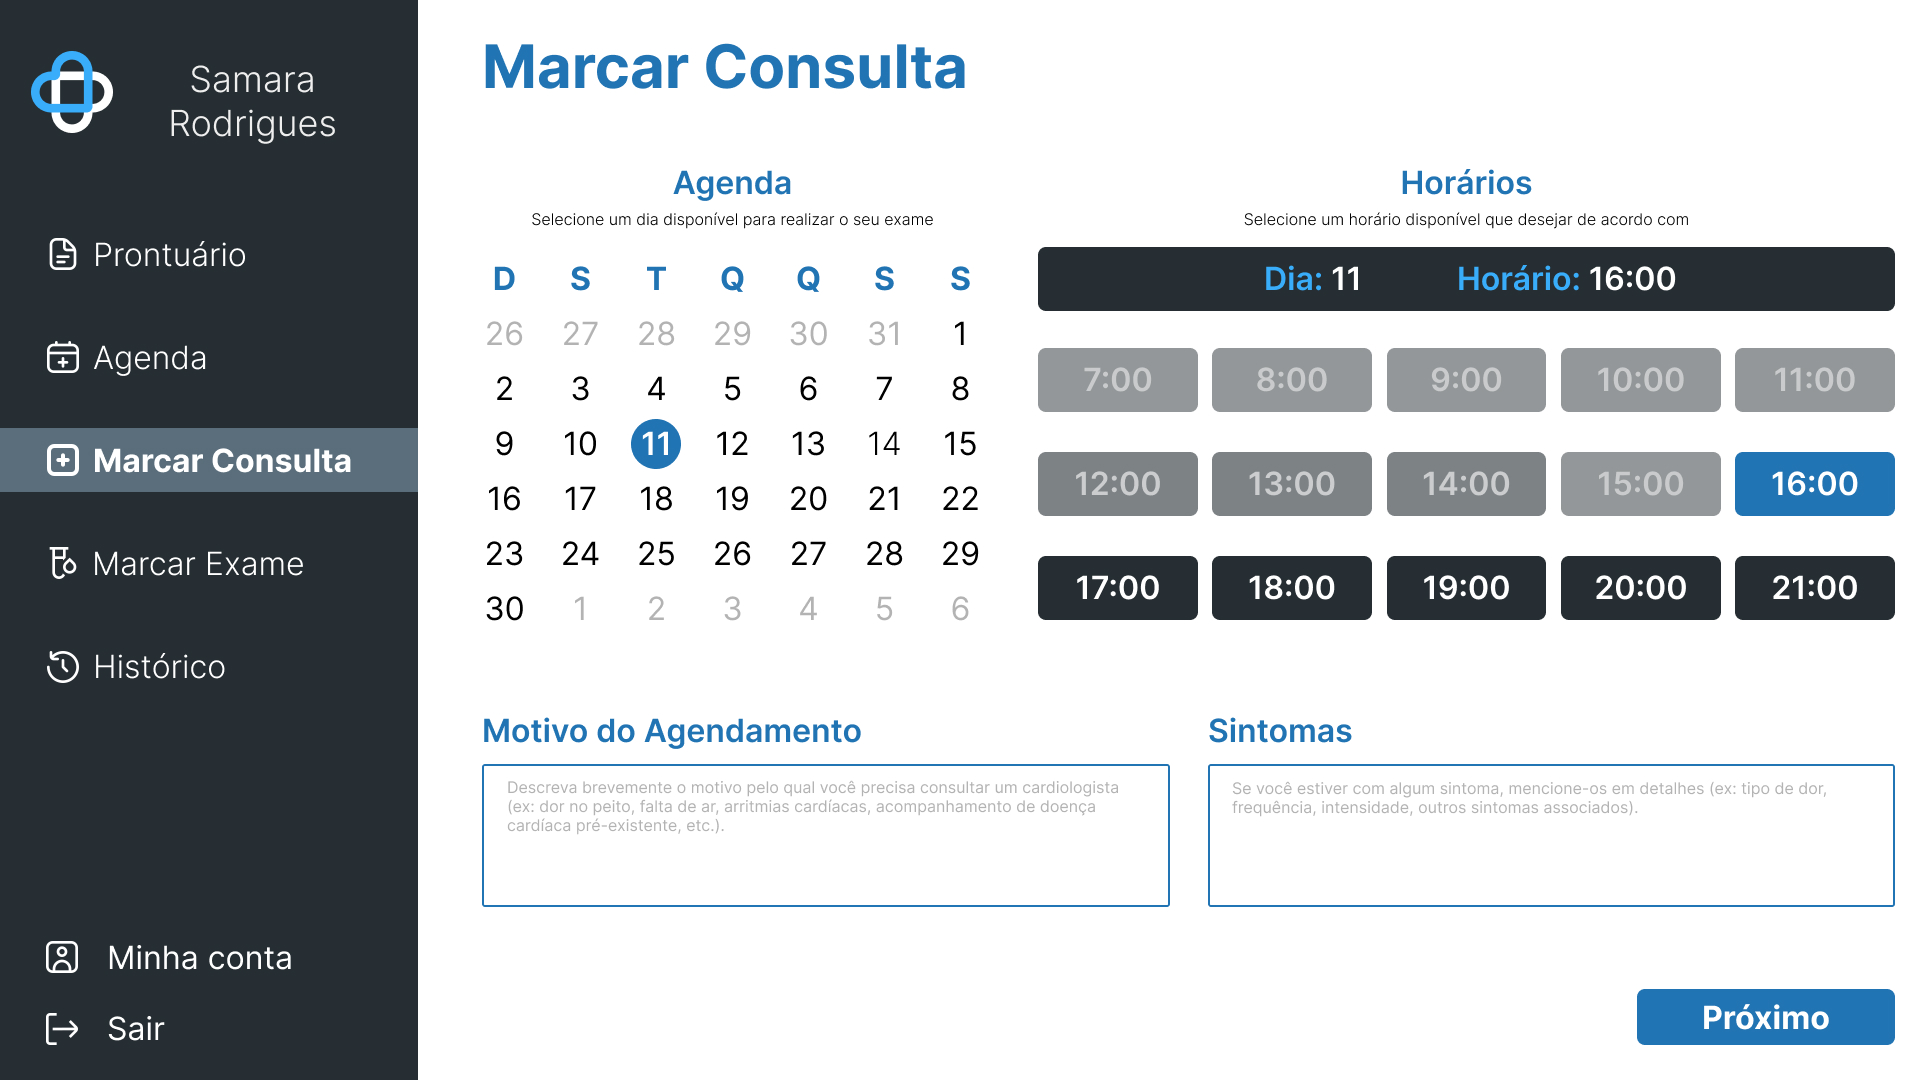 Samara
Rodrigues
Prontuário
Agenda
Marcar Consulta
Marcar Exame
Histórico
Minha conta
Sair
Marcar Consulta
Agenda
Selecione um dia disponível para realizar o seu exame
D S T Q Q S S
26 27 28 29 30 31 1
2 3 4 5 6 7 8
9 10 11 12 13 14 15
16 17 18 19 20 21 22
23 24 25 26 27 28 29
30 1 2 3 4 5 6
Horários
Selecione um horário disponível que desejar de acordo com
Dia: 11 Horário: 16:00
7:00 8:00 9:00 10:00 11:00
12:00 13:00 14:00 15:00 16:00
17:00 18:00 19:00 20:00 21:00
Motivo do Agendamento
Descreva brevemente o motivo pelo qual você precisa consultar um cardiologista
(ex: dor no peito, falta de ar, arritmias cardíacas, acompanhamento de doença
cardíaca pré-existente, etc.).
Sintomas
Se você estiver com algum sintoma, mencione-os em detalhes (ex: tipo de dor,
frequência, intensidade, outros sintomas associados).
Próximo